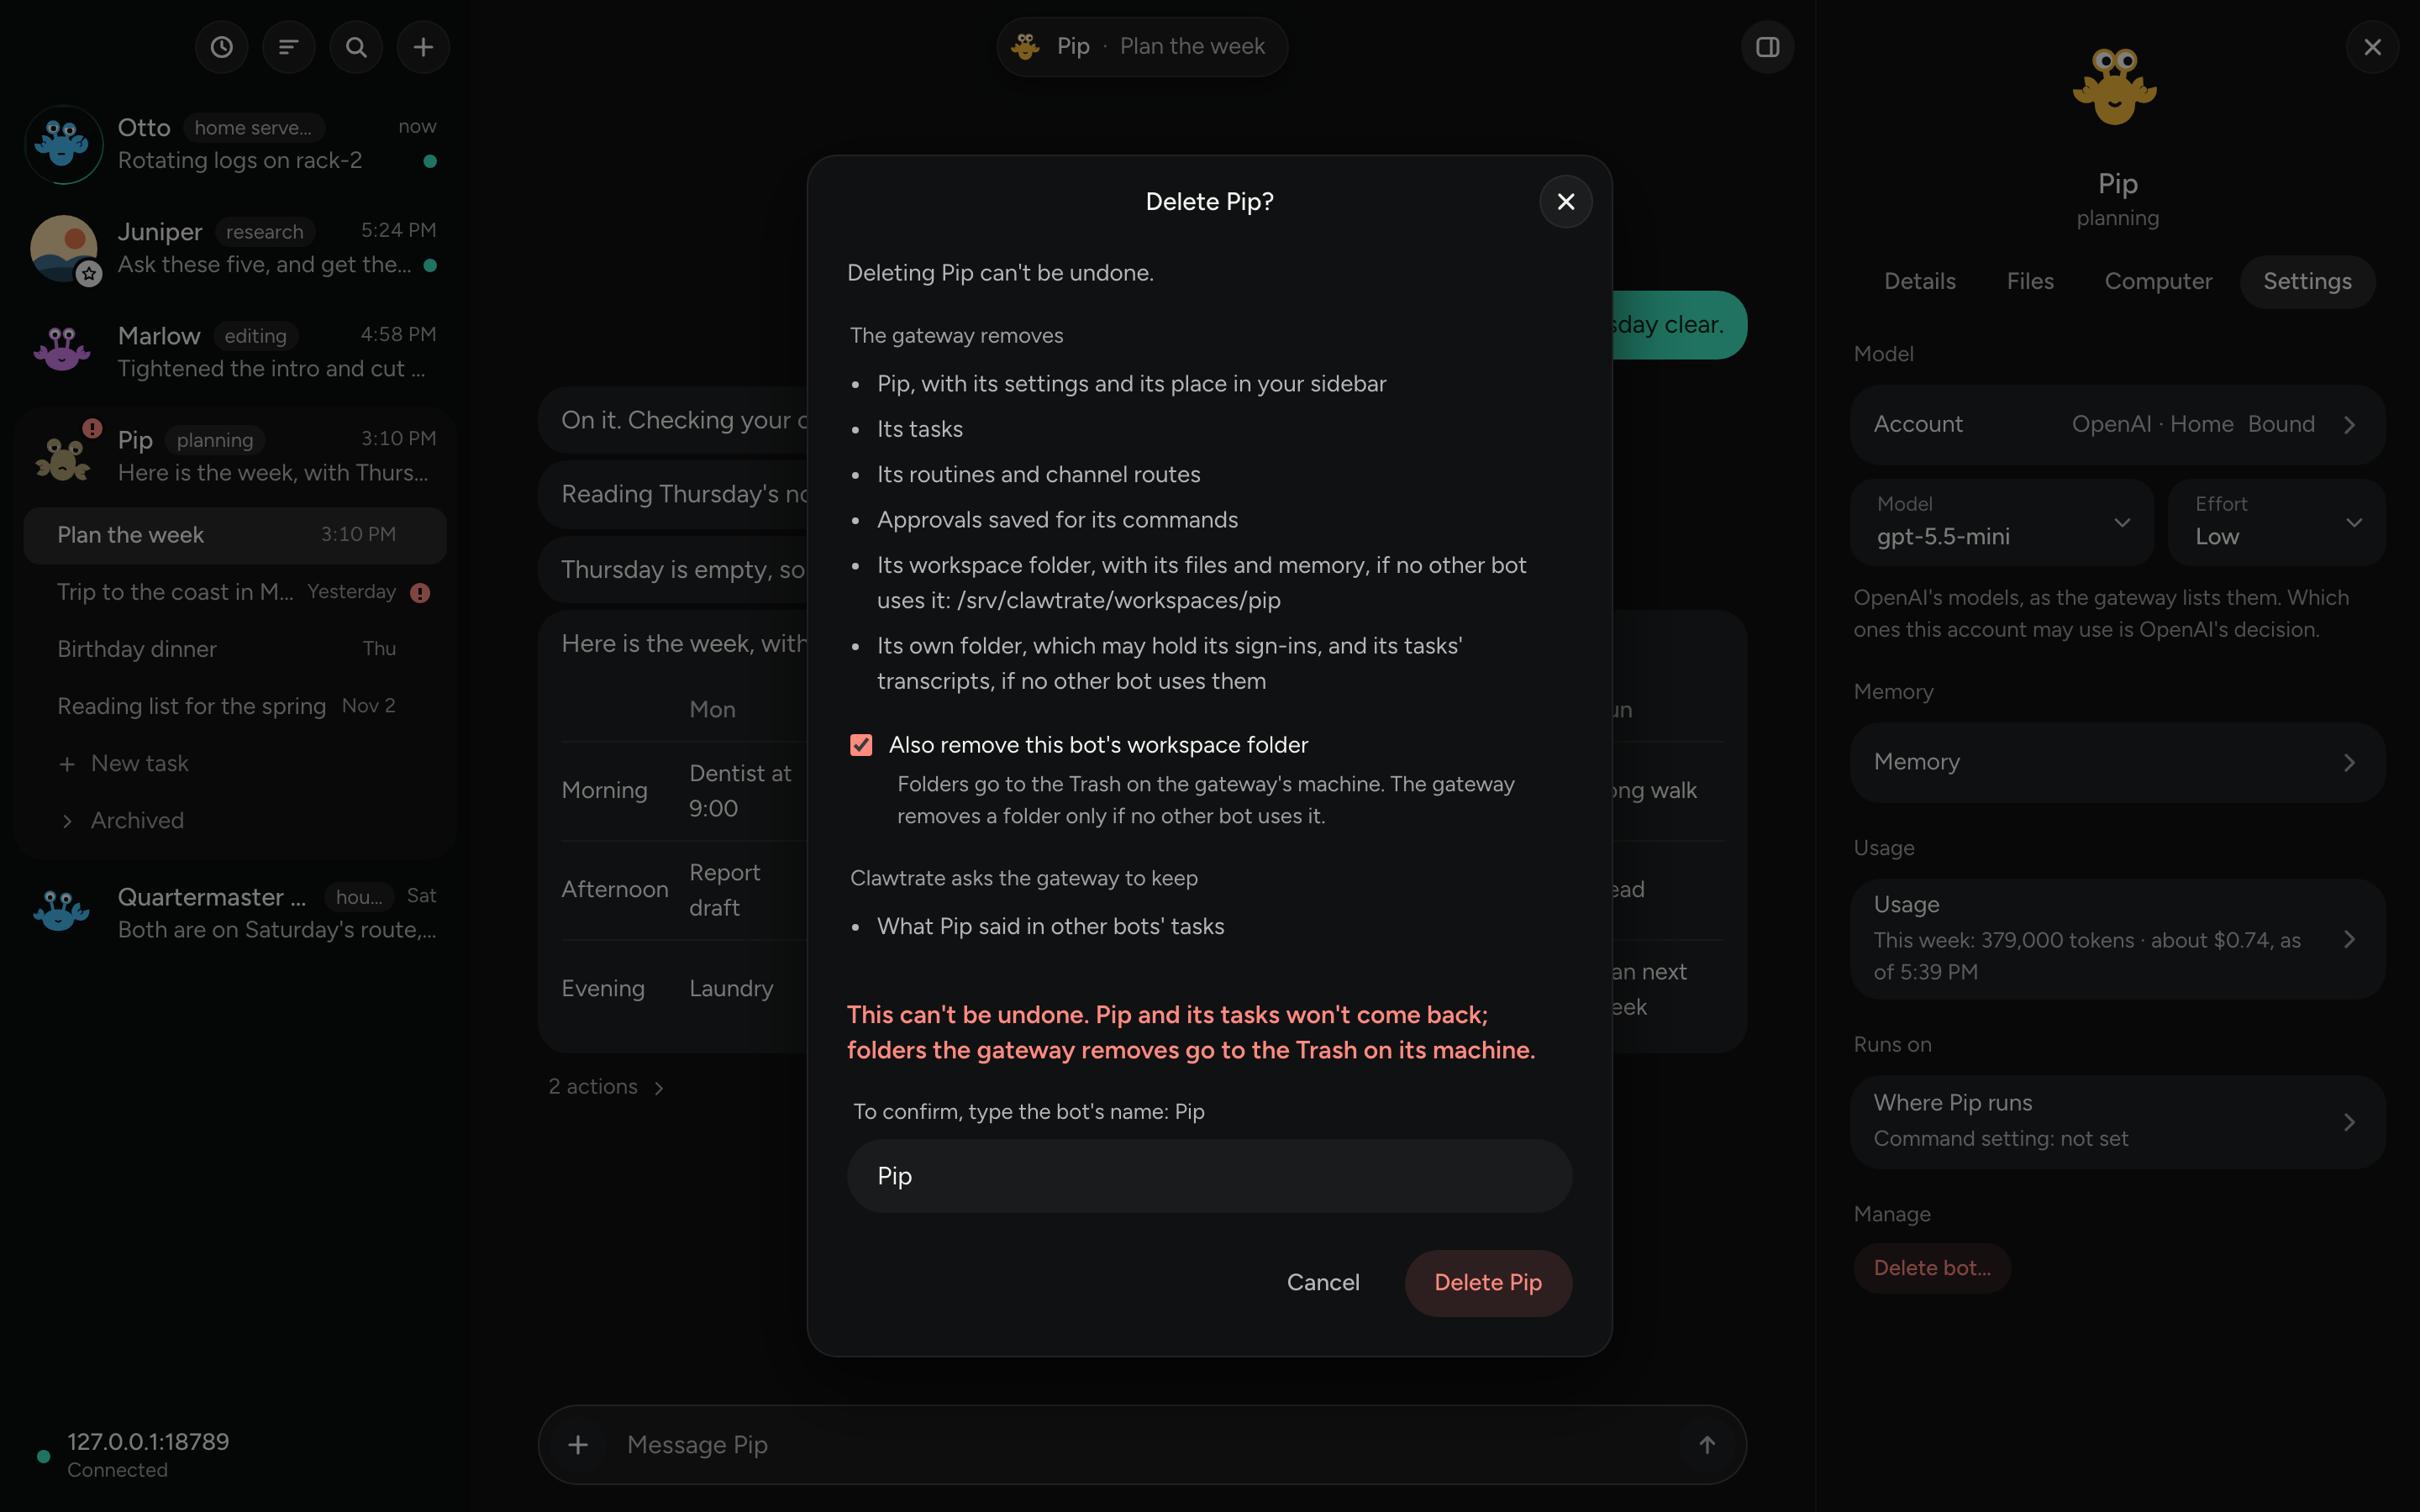 Otto home serve... now
Rotating logs on rack-2
Juniper research 5:24 PM
Ask these five, and get the...
Marlow editing 4:58 PM
Tightened the intro and cut ...
Pip planning 3:10 PM
Here is the week, with Thurs...
Plan the week 3:10 PM
Trip to the coast in M... Yesterday
Birthday dinner Thu
Reading list for the spring Nov 2
New task
Archived
Quartermaster ... hou... Sat
Both are on Saturday's route,...
127.0.0.1:18789
Connected
Pip · Plan the week
sday clear.
On it. Checking your
Reading Thursday's
Thursday is empty, so
Here is the week, with
Mon
Morning
Dentist at
9:00
ong walk
Afternoon
Report
draft
ead
Evening
Laundry
an next
eek
2 actions
Message Pip
Delete Pip?
Deleting Pip can't be undone.
The gateway removes
• Pip, with its settings and its place in your sidebar
• Its tasks
• Its routines and channel routes
• Approvals saved for its commands
• Its workspace folder, with its files and memory, if no other bot
uses it: /srv/clawtrate/workspaces/pip
• Its own folder, which may hold its sign-ins, and its tasks'
transcripts, if no other bot uses them
Also remove this bot's workspace folder
Folders go to the Trash on the gateway's machine. The gateway
removes a folder only if no other bot uses it.
Clawtrate asks the gateway to keep
• What Pip said in other bots' tasks
This can't be undone. Pip and its tasks won't come back;
folders the gateway removes go to the Trash on its machine.
To confirm, type the bot's name: Pip
Pip
Cancel
Delete Pip
Pip
planning
Details Files Computer Settings
Model
Account OpenAI · Home Bound
Model
gpt-5.5-mini
Effort
Low
OpenAI's models, as the gateway lists them. Which
ones this account may use is OpenAI's decision.
Memory
Memory
Usage
Usage
This week: 379,000 tokens · about $0.74, as
of 5:39 PM
Runs on
Where Pip runs
Command setting: not set
Manage
Delete bot...